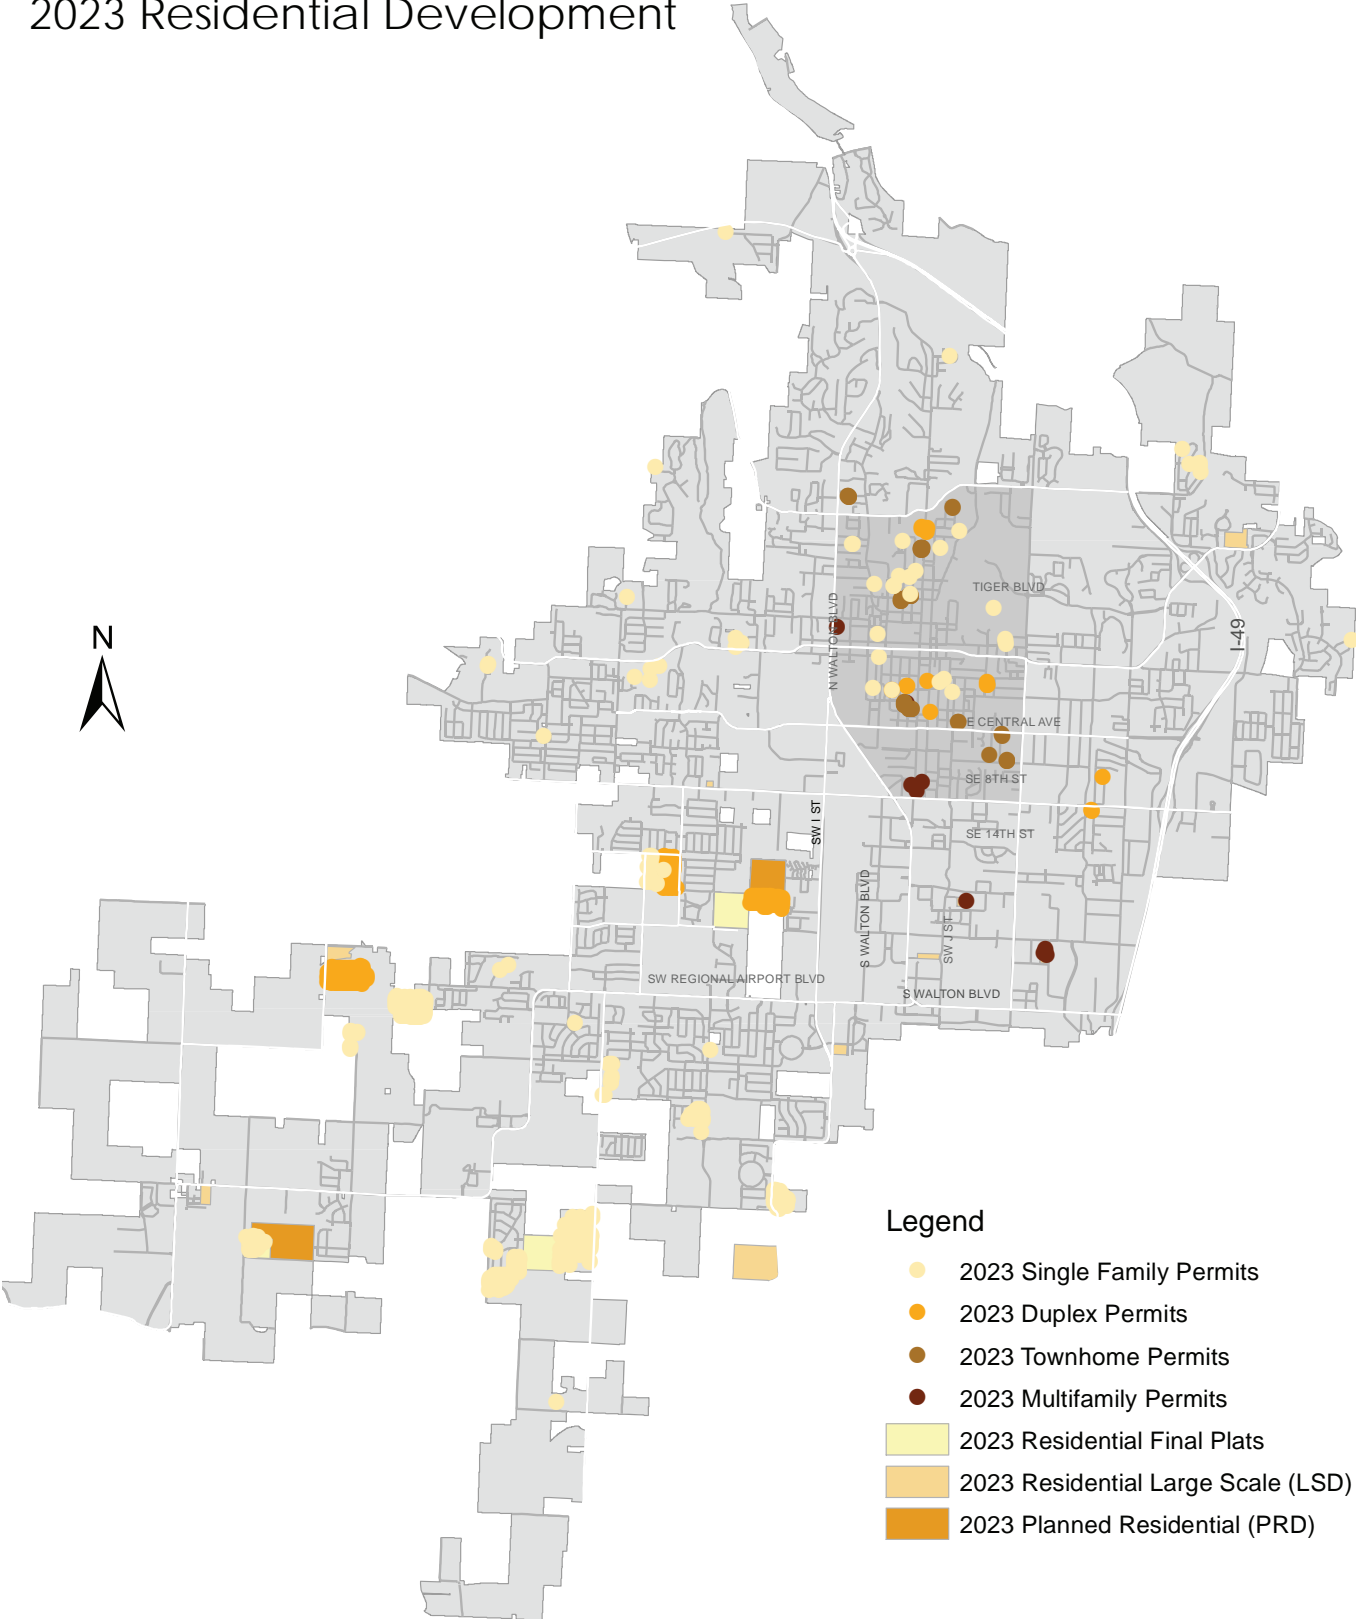 2023 Residential Development
TIGER BLVD
N WALTON BLVD
I-49
N
E CENTRAL AVE
SE 8TH ST
SW I ST
SE 14TH ST
S WALTON BLVD
SW J ST
SW REGIONAL AIRPORT BLVD
S WALTON BLVD
Legend
2023 Single Family Permits
2023 Duplex Permits
2023 Townhome Permits
2023 Multifamily Permits
2023 Residential Final Plats
2023 Residential Large Scale (LSD)
2023 Planned Residential (PRD)